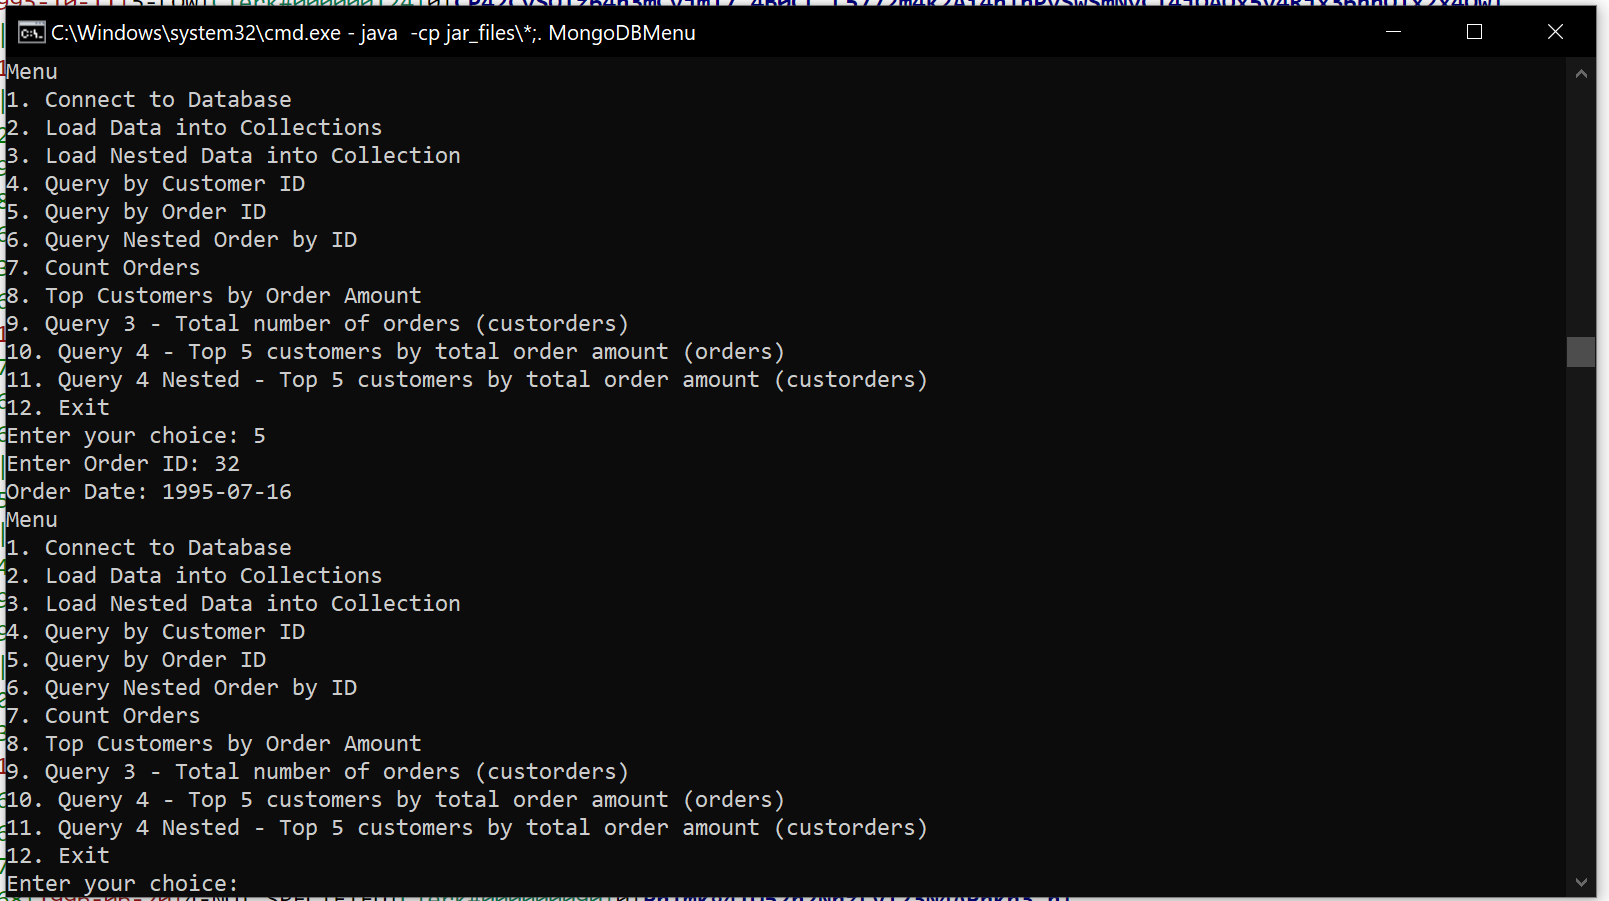 C:\Windows\system32\cmd.exe - java  -cp jar_files\*;. MongoDBMenu
Menu
1. Connect to Database
2. Load Data into Collections
3. Load Nested Data into Collection
4. Query by Customer ID
5. Query by Order ID
6. Query Nested Order by ID
7. Count Orders
8. Top Customers by Order Amount
9. Query 3 - Total number of orders (custorders)
10. Query 4 - Top 5 customers by total order amount (orders)
11. Query 4 Nested - Top 5 customers by total order amount (custorders)
12. Exit
Enter your choice: 5
Enter Order ID: 32
Order Date: 1995-07-16
Menu
1. Connect to Database
2. Load Data into Collections
3. Load Nested Data into Collection
4. Query by Customer ID
5. Query by Order ID
6. Query Nested Order by ID
7. Count Orders
8. Top Customers by Order Amount
9. Query 3 - Total number of orders (custorders)
10. Query 4 - Top 5 customers by total order amount (orders)
11. Query 4 Nested - Top 5 customers by total order amount (custorders)
12. Exit
Enter your choice: